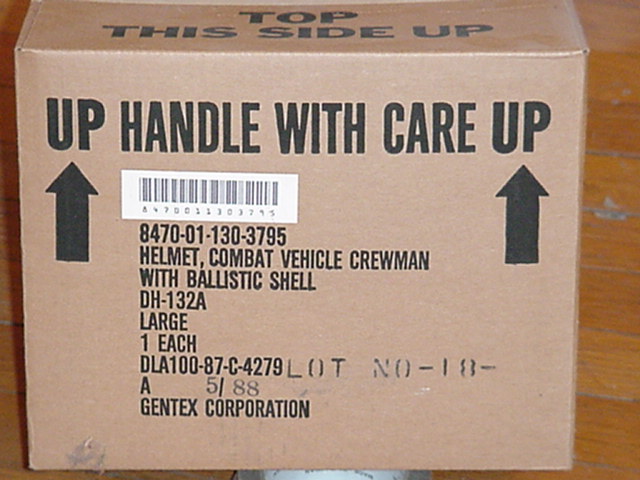 TOP
THIS SIDE UP
UP HANDLE WITH CARE UP
8470011303795
8470-01-130-3795
HELMET, COMBAT VEHICLE CREWMAN
WITH BALLISTIC SHELL
DH-132A
LARGE
1 EACH
DLA100-87-C-4279 LOT NO-18-
A 5/88
GENTEX CORPORATION